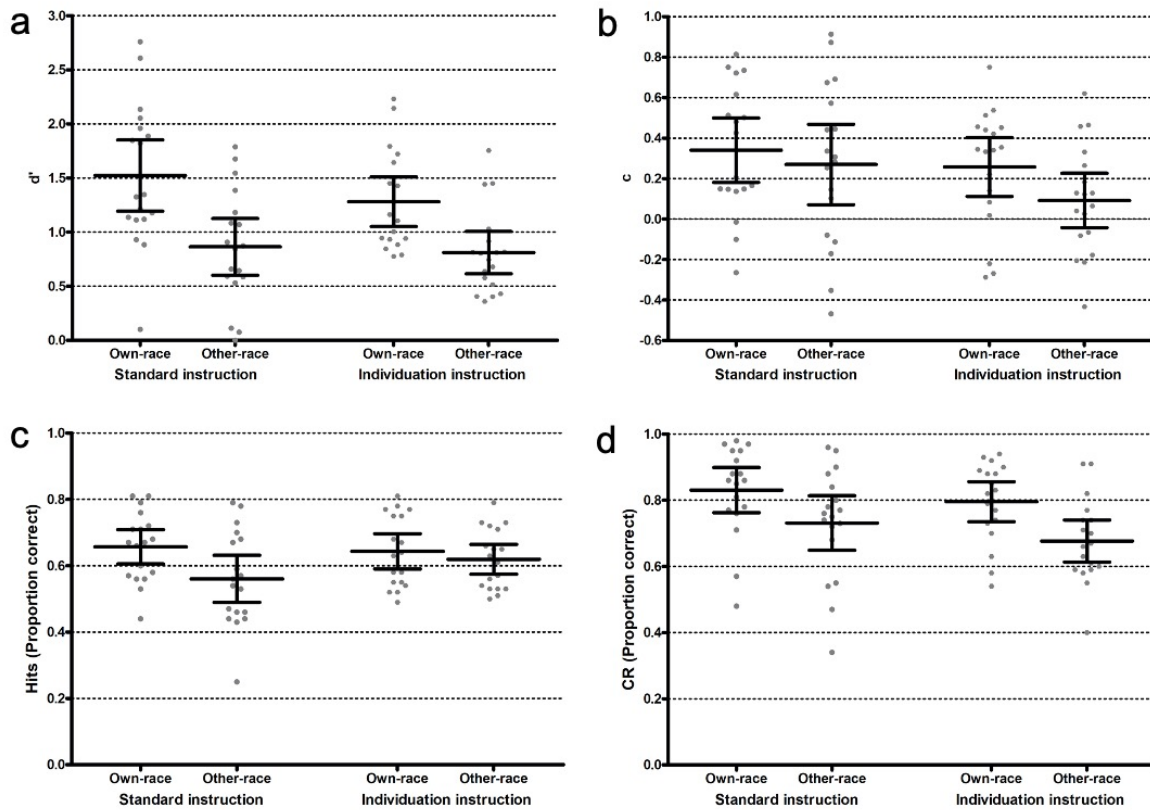 a
3.0
2.5
2.0
1.5
1.0
0.5
0.0
d'
Own-race Other-race Own-race Other-race
Standard instruction Individuation instruction
b
1.0
0.8
0.6
0.4
0.2
0.0
-0.2
-0.4
-0.6
c
Own-race Other-race Own-race Other-race
Standard instruction Individuation instruction
c
1.0
0.8
0.6
0.4
0.2
0.0
Hits (Proportion correct)
Own-race Other-race Own-race Other-race
Standard instruction Individuation instruction
d
1.0
0.8
0.6
0.4
0.2
0.0
CR (Proportion correct)
Own-race Other-race Own-race Other-race
Standard instruction Individuation instruction